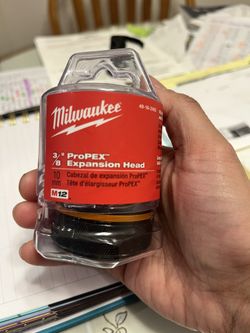 Milwaukee
3/8" ProPEX™
Expansion Head
10 mm
Cabezal de expansión ProPEX™
Tête d'élargisseur ProPEX™
M12